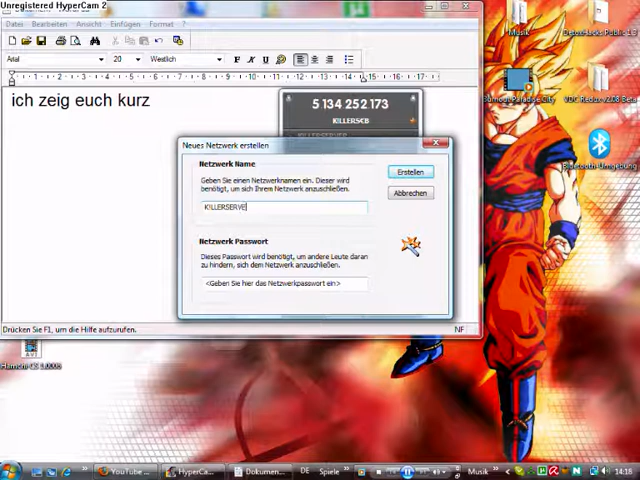 Unregistered HyperCam 2
Datei Bearbeiten Ansicht Einfügen Format ?
Arial 20 Westlich
ich zeig euch kurz
5 134 252 173
Neues Netzwerk erstellen
Netzwerk Name
Geben Sie einen Netzwerknamen ein. Dieser wird
benötigt, um sich Ihrem Netzwerk anzuschließen.
KILLERSERVE
Erstellen
Abbrechen
Netzwerk Passwort
Dieses Passwort wird benötigt, um andere Leute daran
zu hindern, sich dem Netzwerk anzuschließen.
<Geben Sie hier das Netzwerkpasswort ein>
Drücken Sie F1, um die Hilfe aufzurufen.
NF
Musik
Burnout Paradise City
Bluetooth-Umgebung
YouTube ...
HyperCa...
Dokumen...
DE
Spiele
Musik
14:18